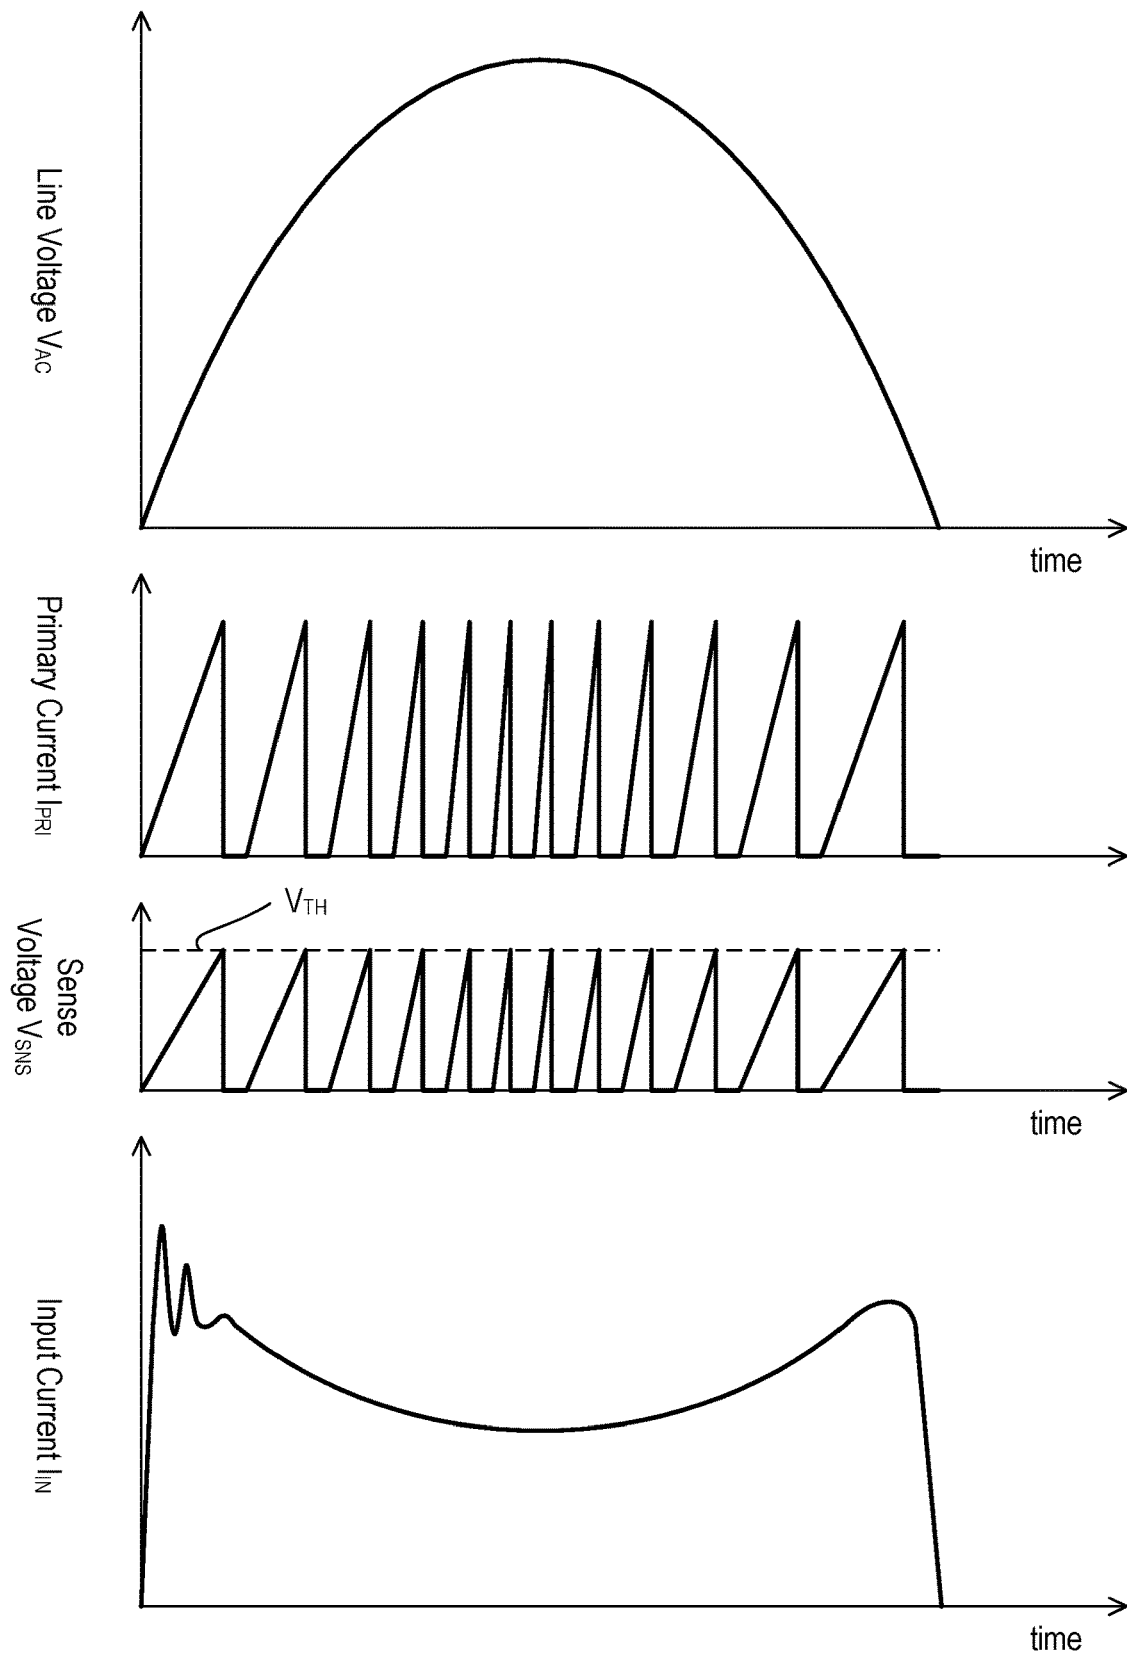 Line Voltage VAC
time
Primary Current IPRI
VTH
Sense
Voltage VSNS
time
Input Current IIN
time